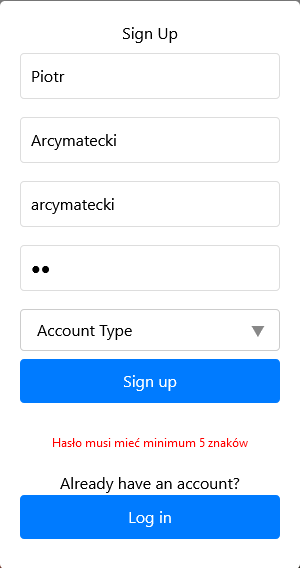 Sign Up
Piotr
Arcymatecki
arcymatecki
●●
Account Type
Sign up
Hasło musi mieć minimum 5 znaków
Already have an account?
Log in